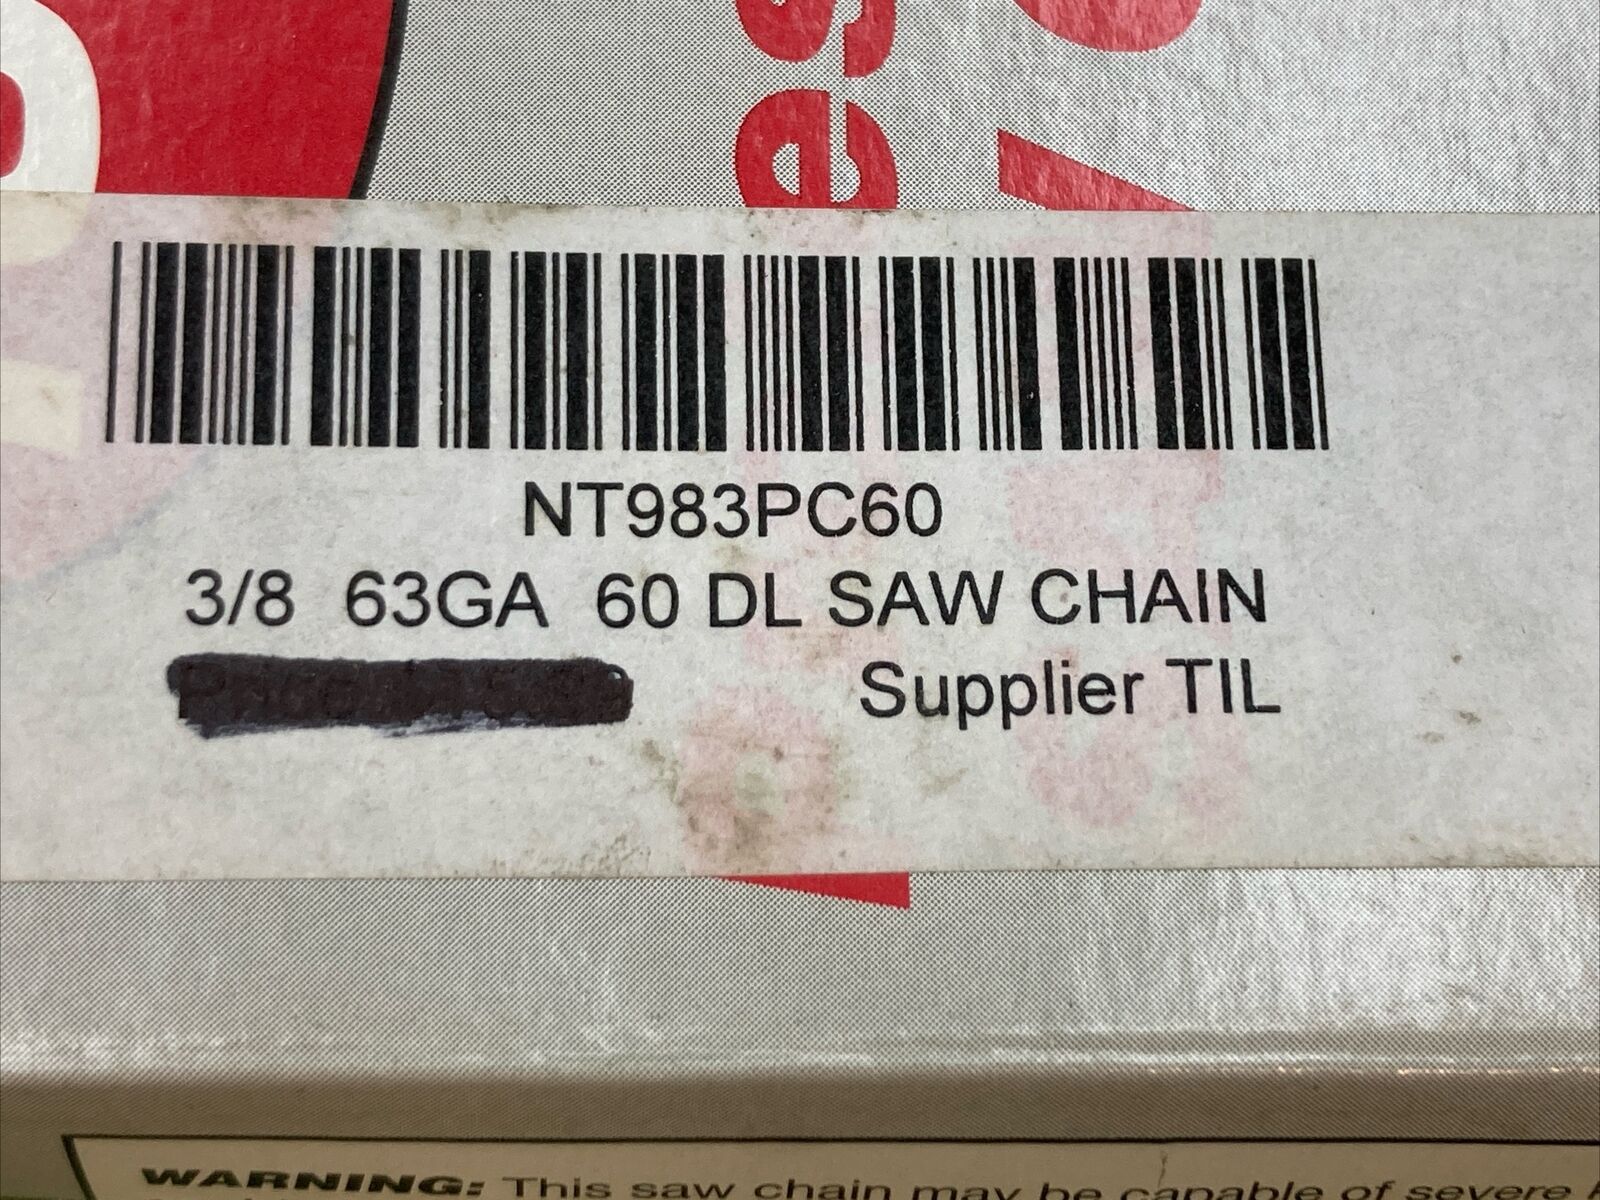 NT983PC60
3/8 63GA 60 DL SAW CHAIN
Supplier TIL
WARNING: This saw chain may be capable of severe